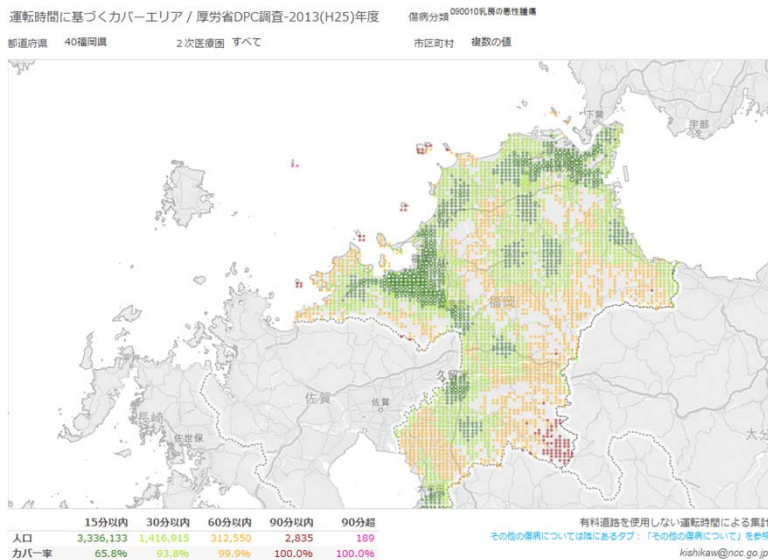 運転時間に基づくカバーエリア / 厚労省DPC調査-2013(H25)年度
傷病分類 090010乳房の悪性腫瘍
都道府県 40福岡県 2次医療圏 すべて 市区町村 複数の値
下関
宇部
福岡
久留米
佐賀
佐賀
長崎
佐世保
大分
15分以内 30分以内 60分以内 90分以内 90分超
人口 3,336,133 1,416,915 312,550 2,835 189
カバー率 65.8% 93.8% 99.9% 100.0% 100.0%
有料道路を使用しない運転時間による集計
その他の傷病については隣にあるタブ：「その他の傷病について」を参
kishikaw@ncc.go.jp